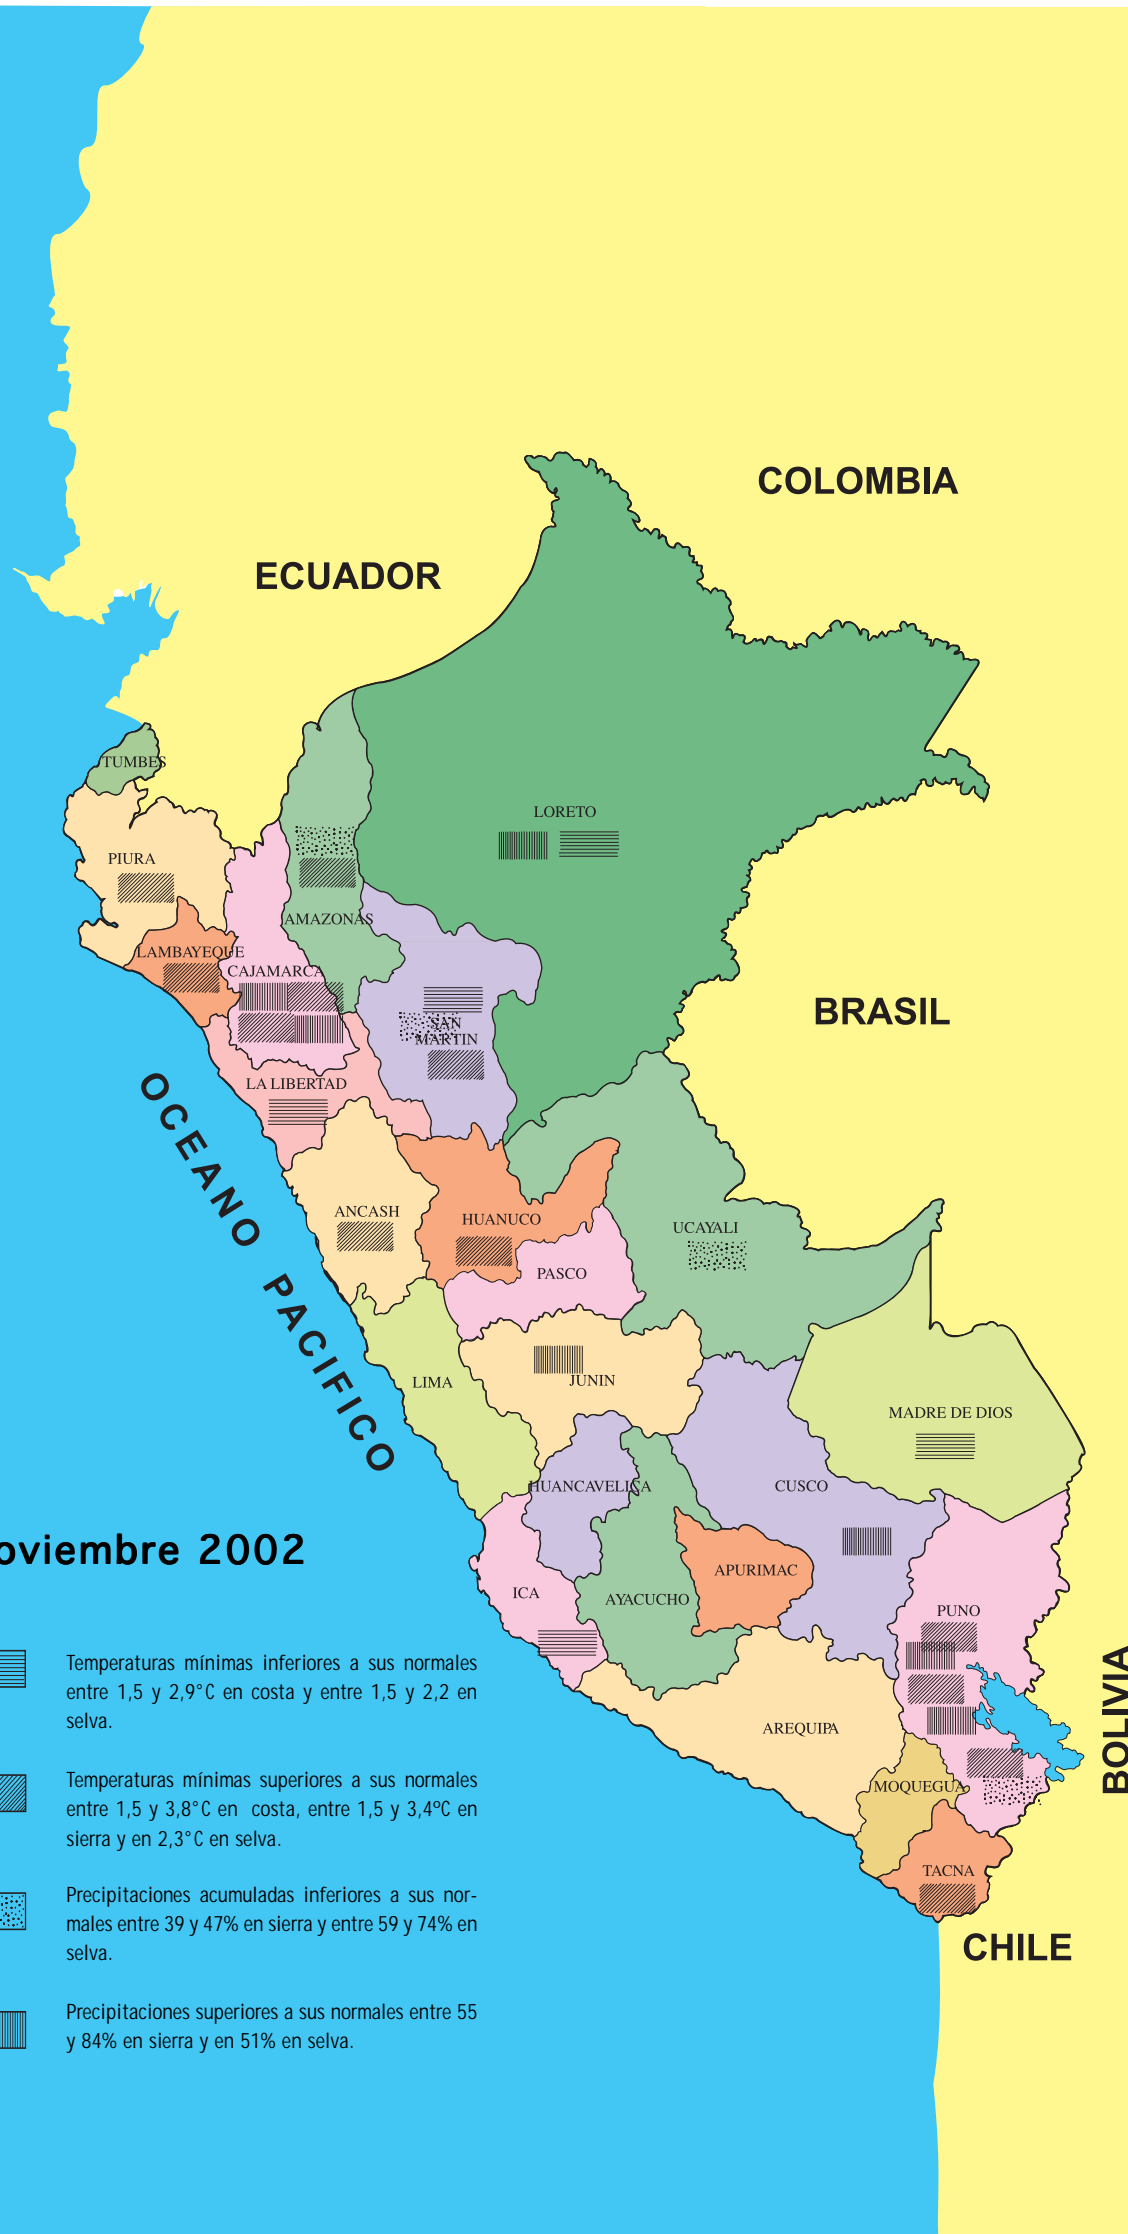 COLOMBIA
ECUADOR
TUMBES
LORETO
PIURA
AMAZONAS
LAMBAYEQUE
CAJAMARCA
BRASIL
SAN
MARTIN
LA LIBERTAD
OCEANO PACIFICO
ANCASH
HUANUCO
UCAYALI
PASCO
LIMA
JUNIN
MADRE DE DIOS
HUANCAVELICA
CUSCO
oviembre 2002
APURIMAC
ICA
AYACUCHO
PUNO
BOLIVIA
Temperaturas mínimas inferiores a sus normales
entre 1,5 y 2,9°C en costa y entre 1,5 y 2,2 en
selva.
AREQUIPA
MOQUEGUA
Temperaturas mínimas superiores a sus normales
entre 1,5 y 3,8°C en costa, entre 1,5 y 3,4ºC en
sierra y en 2,3°C en selva.
TACNA
Precipitaciones acumuladas inferiores a sus nor-
males entre 39 y 47% en sierra y entre 59 y 74% en
selva.
CHILE
Precipitaciones superiores a sus normales entre 55
y 84% en sierra y en 51% en selva.